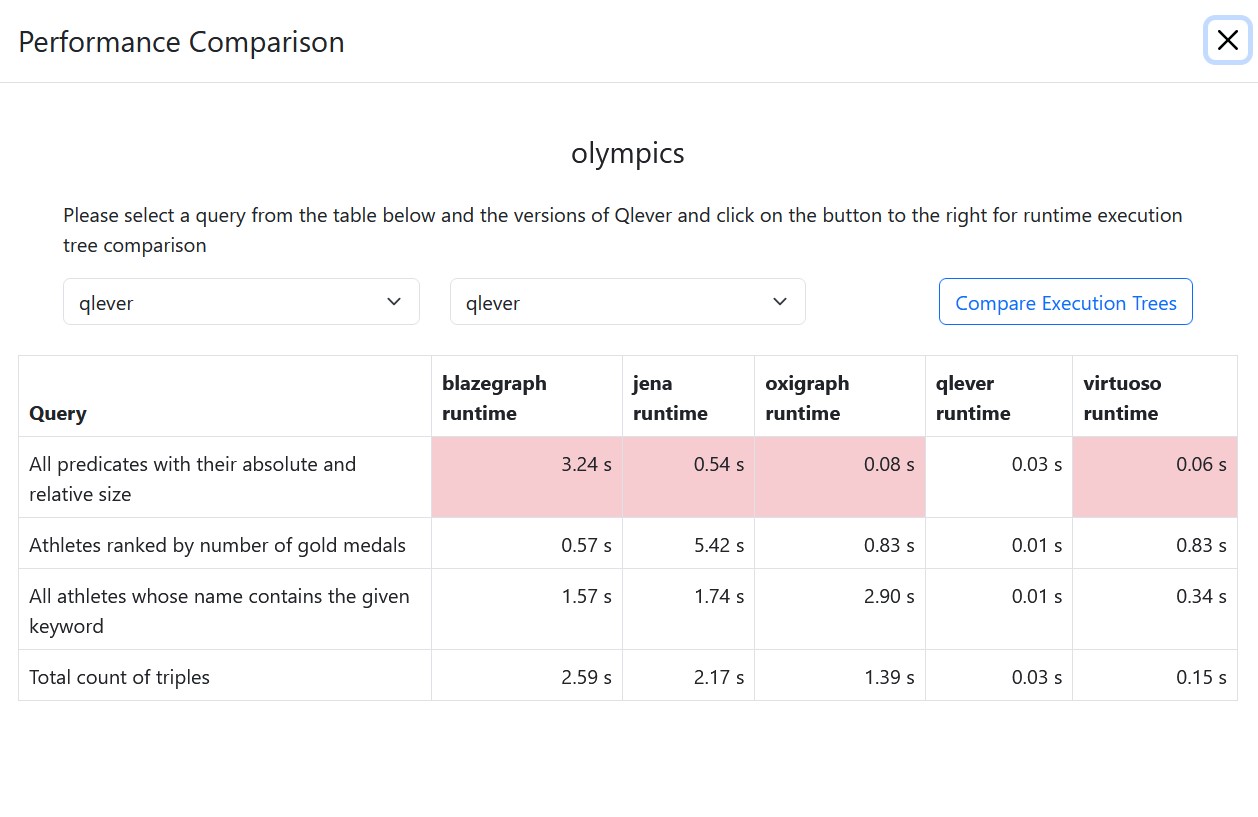 Performance Comparison
olympics
Please select a query from the table below and the versions of Qlever and click on the button to the right for runtime execution
tree comparison
qlever
qlever
Compare Execution Trees
Query
blazegraph
runtime
jena
runtime
oxigraph
runtime
qlever
runtime
virtuoso
runtime
All predicates with their absolute and
relative size
3.24 s
0.54 s
0.08 s
0.03 s
0.06 s
Athletes ranked by number of gold medals
0.57 s
5.42 s
0.83 s
0.01 s
0.83 s
All athletes whose name contains the given
keyword
1.57 s
1.74 s
2.90 s
0.01 s
0.34 s
Total count of triples
2.59 s
2.17 s
1.39 s
0.03 s
0.15 s